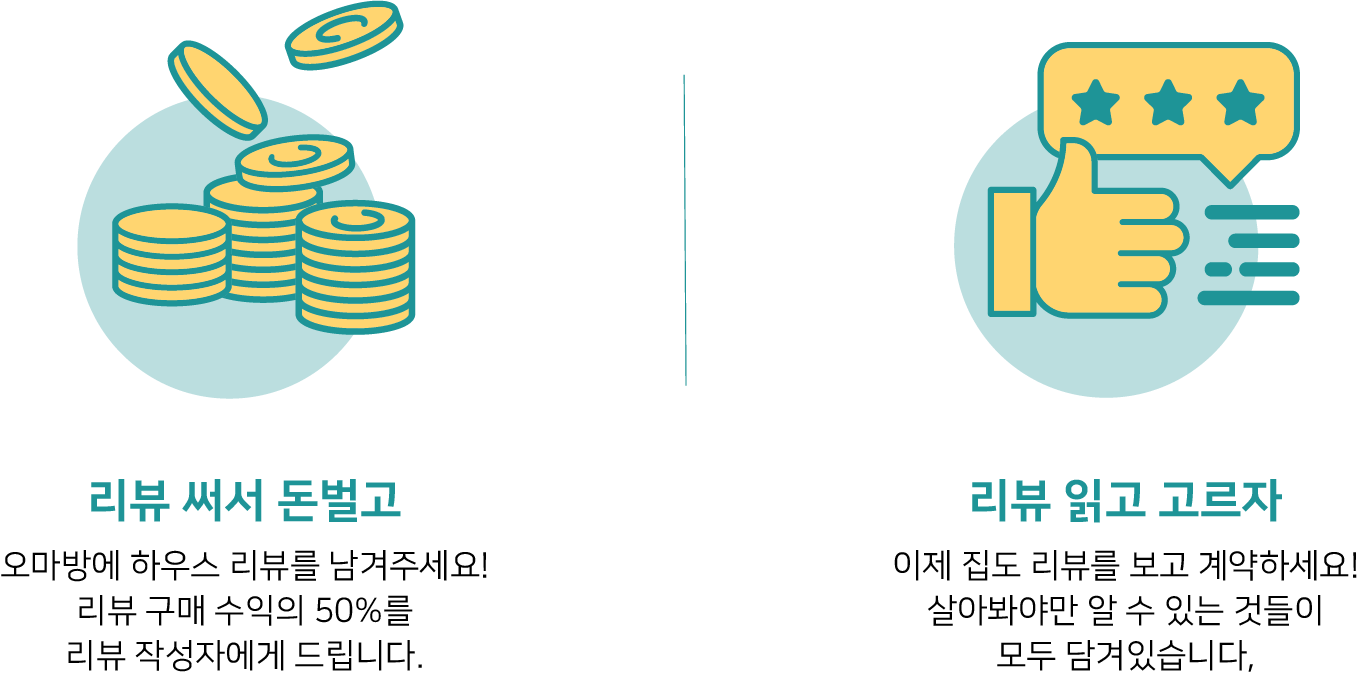 리뷰 써서 돈벌고
오마방에 하우스 리뷰를 남겨주세요!
리뷰 구매 수익의 50%를
리뷰 작성자에게 드립니다.
리뷰 읽고 고르자
이제 집도 리뷰를 보고 계약하세요!
살아봐야만 알 수 있는 것들이
모두 담겨있습니다,